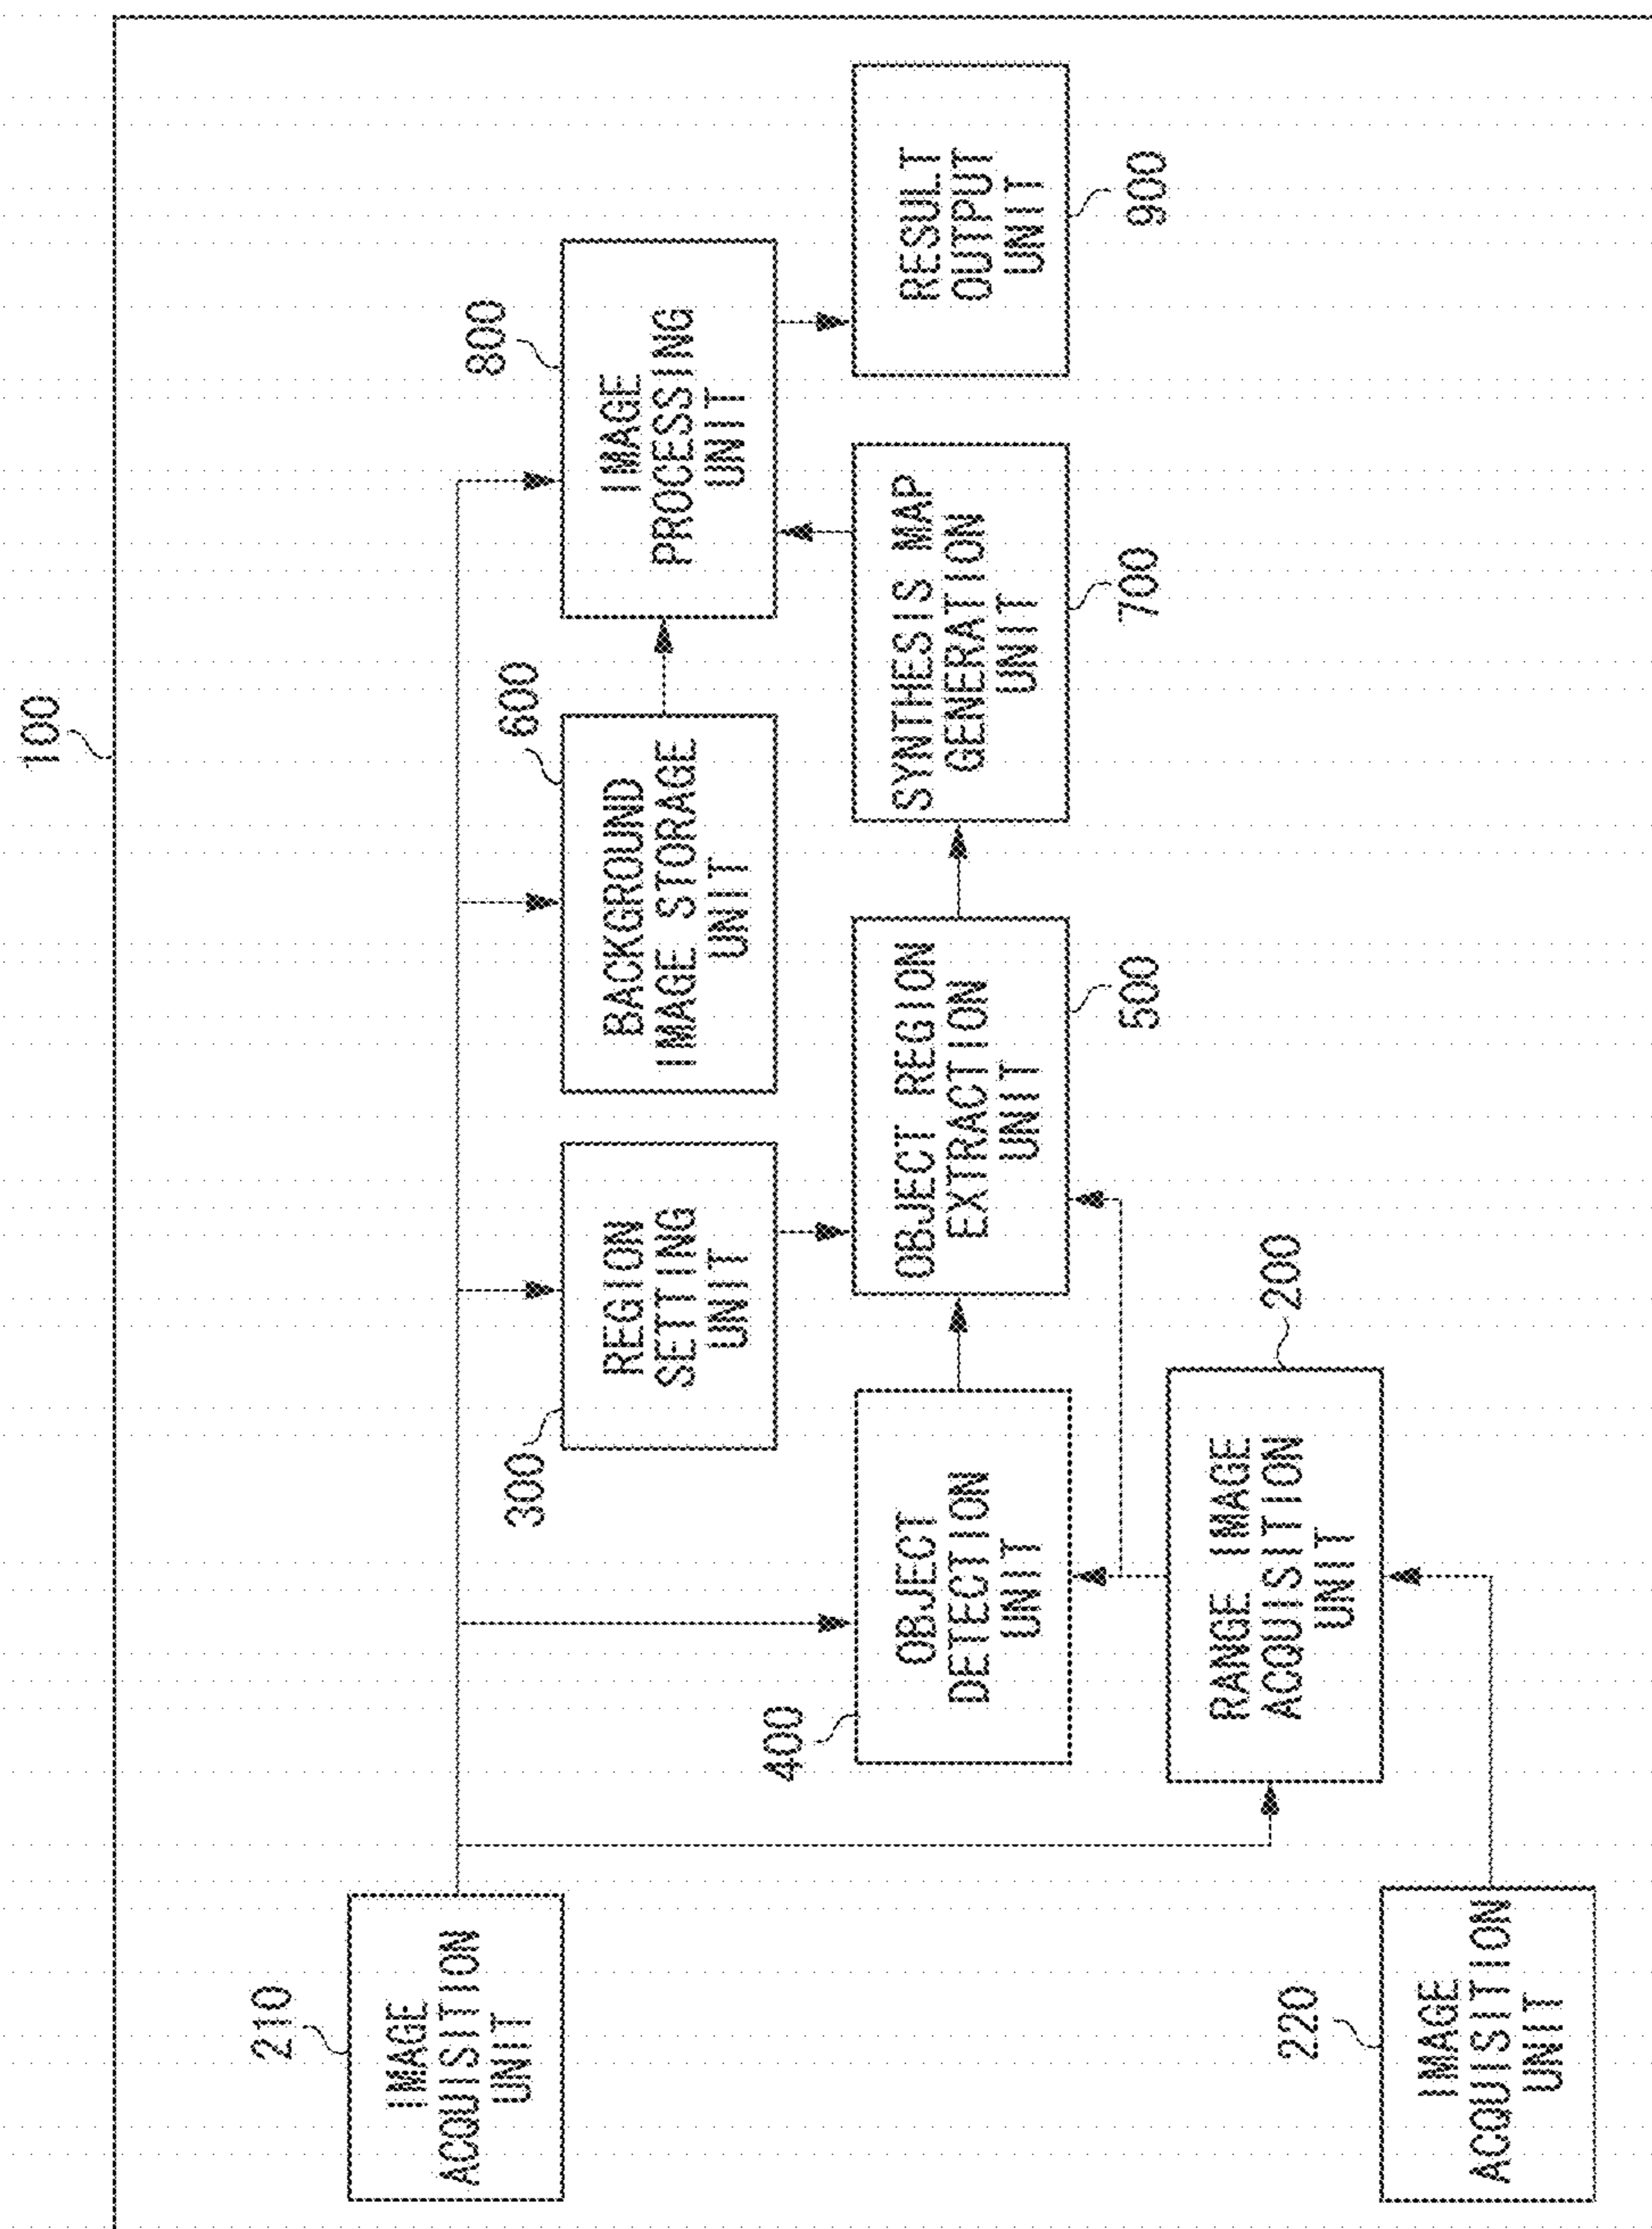 100
210
IMAGE
ACQUISITION
UNIT
300
REGION
SETTING
UNIT
600
BACKGROUND
IMAGE STORAGE
UNIT
800
IMAGE
PROCESSING
UNIT
400
OBJECT
DETECTION
UNIT
OBJECT REGION
EXTRACTION
UNIT
500
SYNTHESIS MAP
GENERATION
UNIT
700
RESULT
OUTPUT
UNIT
900
200
RANGE IMAGE
ACQUISITION
UNIT
220
IMAGE
ACQUISITION
UNIT